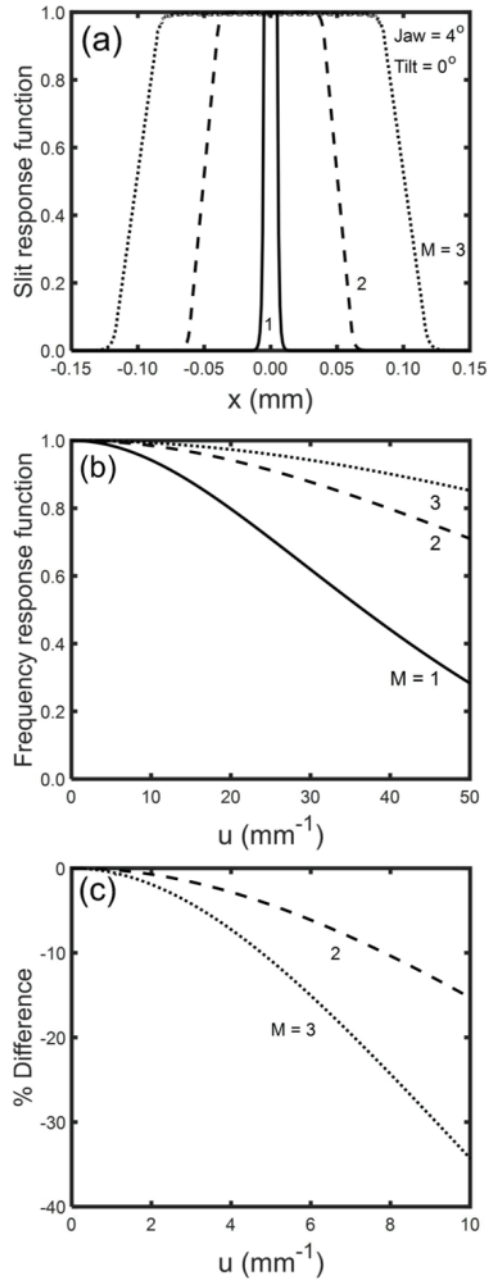 (a)
Jaw = 4°
Tilt = 0°
M = 3
2
1
Slit response function
1.0
0.8
0.6
0.4
0.2
0.0
-0.15 -0.10 -0.05 0.00 0.05 0.10 0.15
x (mm)
(b)
3
2
M = 1
Frequency response function
1.0
0.8
0.6
0.4
0.2
0.0
0 10 20 30 40 50
u (mm⁻¹)
(c)
2
M = 3
% Difference
0
-10
-20
-30
-40
0 2 4 6 8 10
u (mm⁻¹)